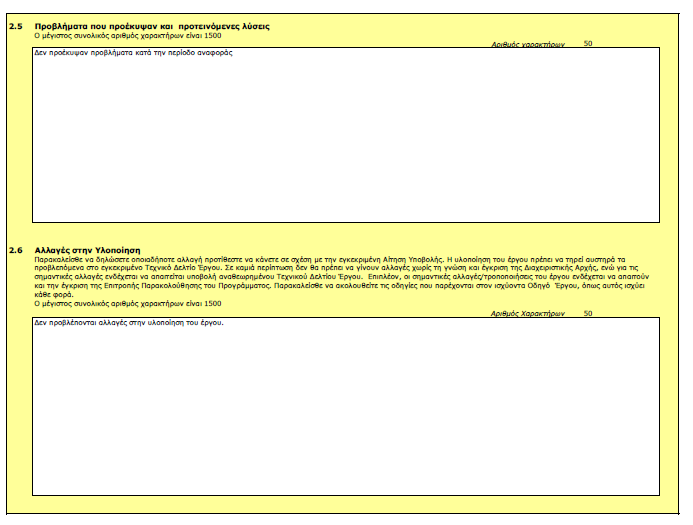 2.5 Προβλήματα που προέκυψαν και προτεινόμενες λύσεις
Ο μέγιστος συνολικός αριθμός χαρακτήρων είναι 1500
Αριθμός χαρακτήρων 50
Δεν προέκυψαν προβλήματα κατά την περίοδο αναφοράς
2.6 Αλλαγές στην Υλοποίηση
Παρακαλείσθε να δηλώσετε οποιαδήποτε αλλαγή προτίθεστε να κάνετε σε σχέση με την εγκεκριμένη Αίτηση Υποβολής. Η υλοποίηση του έργου πρέπει να τηρεί αυστηρά τα
προβλεπόμενα στο εγκεκριμένο Τεχνικό Δελτίο Έργου. Σε καμιά περίπτωση δεν θα πρέπει να γίνουν αλλαγές χωρίς τη γνώση και έγκριση της Διαχειριστικής Αρχής, ενώ για τις
σημαντικές αλλαγές ενδέχεται να απαιτείται υποβολή αναθεωρημένου Τεχνικού Δελτίου Έργου. Επιπλέον, οι σημαντικές αλλαγές/τροποποιήσεις του έργου ενδέχεται να απαιτούν
και την έγκριση της Επιτροπής Παρακολούθησης του Προγράμματος. Παρακαλείσθε να ακολουθείτε τις οδηγίες που παρέχονται στον ισχύοντα Οδηγό Έργου, όπως αυτός ισχύει
κάθε φορά.
Ο μέγιστος συνολικός αριθμός χαρακτήρων είναι 1500
Αριθμός Χαρακτήρων 50
Δεν προβλέπονται αλλαγές στην υλοποίηση του έργου.